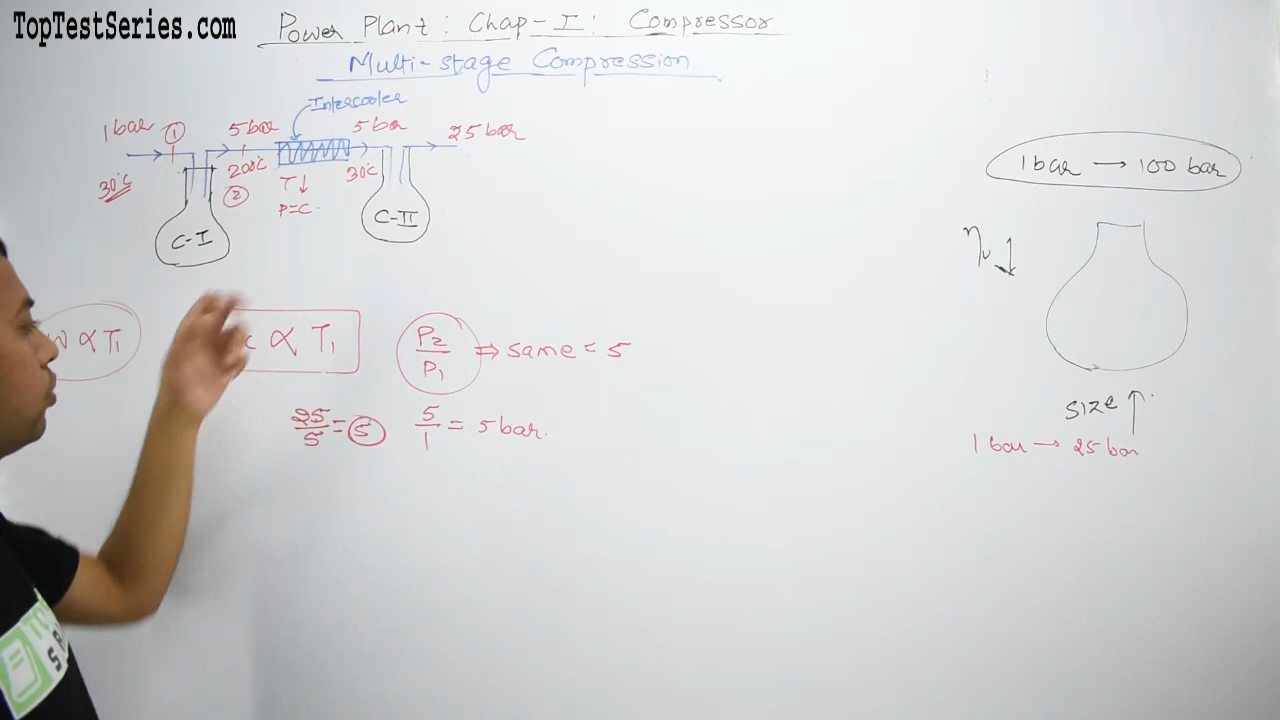 TopTestSeries.com
Power Plant : Chap-I : Compressor
Multi-stage Compression
Intercooler
1 bar ① 5 bar 5 bar 25 bar
30°C 200°C 30°C
② T↓
P=C
C-I C-II
1 bar → 100 bar
ηv ↓
W ∝ T1 ∝ T1 P2/P1 ⇒ same = 5
25/5 = 5 5/1 = 5 bar.
size ↑
1 bar → 25 bar